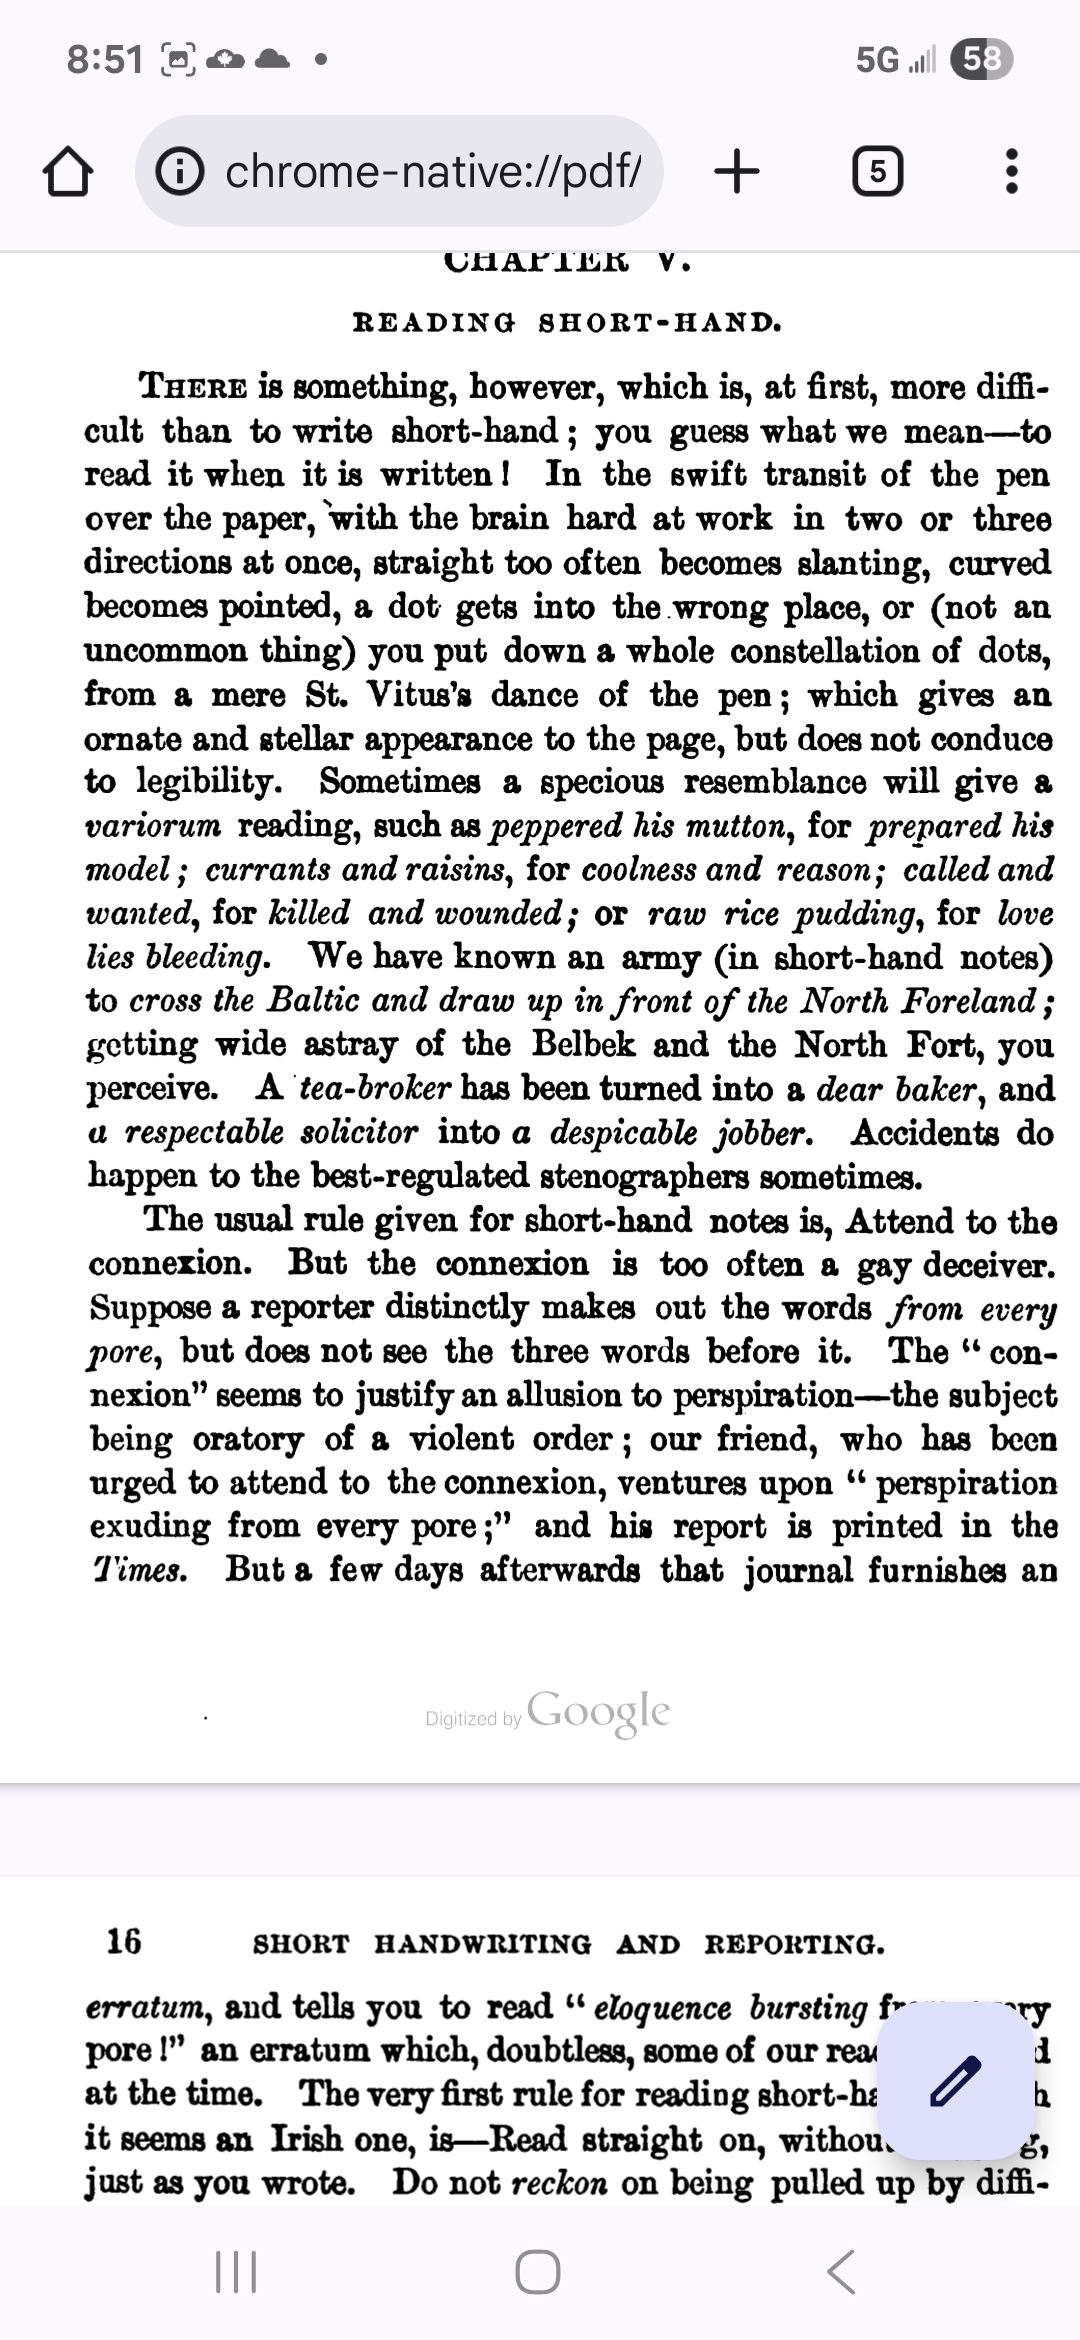 8:51
5G 58
chrome-native://pdf/
5
CHAPTER V.
READING SHORT-HAND.
THERE is something, however, which is, at first, more diffi-
cult than to write short-hand; you guess what we mean—to
read it when it is written! In the swift transit of the pen
over the paper, with the brain hard at work in two or three
directions at once, straight too often becomes slanting, curved
becomes pointed, a dot gets into the wrong place, or (not an
uncommon thing) you put down a whole constellation of dots,
from a mere St. Vitus's dance of the pen; which gives an
ornate and stellar appearance to the page, but does not conduce
to legibility. Sometimes a specious resemblance will give a
variorum reading, such as peppered his mutton, for prepared his
model; currants and raisins, for coolness and reason; called and
wanted, for killed and wounded; or raw rice pudding, for love
lies bleeding. We have known an army (in short-hand notes)
to cross the Baltic and draw up in front of the North Foreland;
getting wide astray of the Belbek and the North Fort, you
perceive. A tea-broker has been turned into a dear baker, and
a respectable solicitor into a despicable jobber. Accidents do
happen to the best-regulated stenographers sometimes.
The usual rule given for short-hand notes is, Attend to the
connexion. But the connexion is too often a gay deceiver.
Suppose a reporter distinctly makes out the words from every
pore, but does not see the three words before it. The "con-
nexion" seems to justify an allusion to perspiration—the subject
being oratory of a violent order; our friend, who has been
urged to attend to the connexion, ventures upon "perspiration
exuding from every pore;" and his report is printed in the
Times. But a few days afterwards that journal furnishes an
Digitized by Google
16 SHORT HANDWRITING AND REPORTING.
erratum, and tells you to read "eloquence bursting
pore!" an erratum which, doubtless, some of our
at the time. The very first rule for reading
it seems an Irish one, is—Read straight on,
just as you wrote. Do not reckon on being pulled up by diffi-